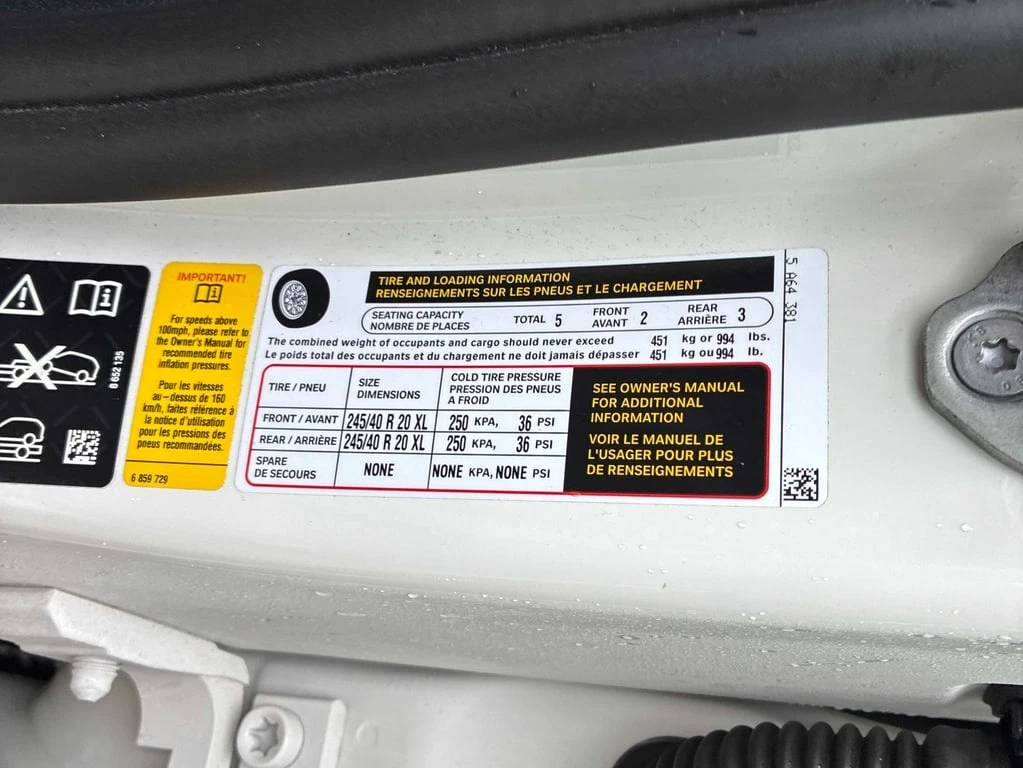 8 652 135
IMPORTANT!
For speeds above
100mph, please refer to
the Owner's Manual for
recommended tire
inflation pressures.
Pour les vitesses
au-dessus de 160
km/h, faites référence à
la notice d'utilisation
pour les pressions des
pneus recommandées.
6 859 729
TIRE AND LOADING INFORMATION
RENSEIGNEMENTS SUR LES PNEUS ET LE CHARGEMENT
SEATING CAPACITY
NOMBRE DE PLACES
TOTAL 5
FRONT
AVANT 2
REAR
ARRIÈRE 3
The combined weight of occupants and cargo should never exceed 451 kg or 994 lbs.
Le poids total des occupants et du chargement ne doit jamais dépasser 451 kg ou 994 lb.
TIRE / PNEU
SIZE
DIMENSIONS
COLD TIRE PRESSURE
PRESSION DES PNEUS
A FROID
FRONT / AVANT 245/40 R 20 XL 250 KPA, 36 PSI
REAR / ARRIÈRE 245/40 R 20 XL 250 KPA, 36 PSI
SPARE
DE SECOURS
NONE NONE KPA, NONE PSI
SEE OWNER'S MANUAL
FOR ADDITIONAL
INFORMATION
VOIR LE MANUEL DE
L'USAGER POUR PLUS
DE RENSEIGNEMENTS
5 A64 381